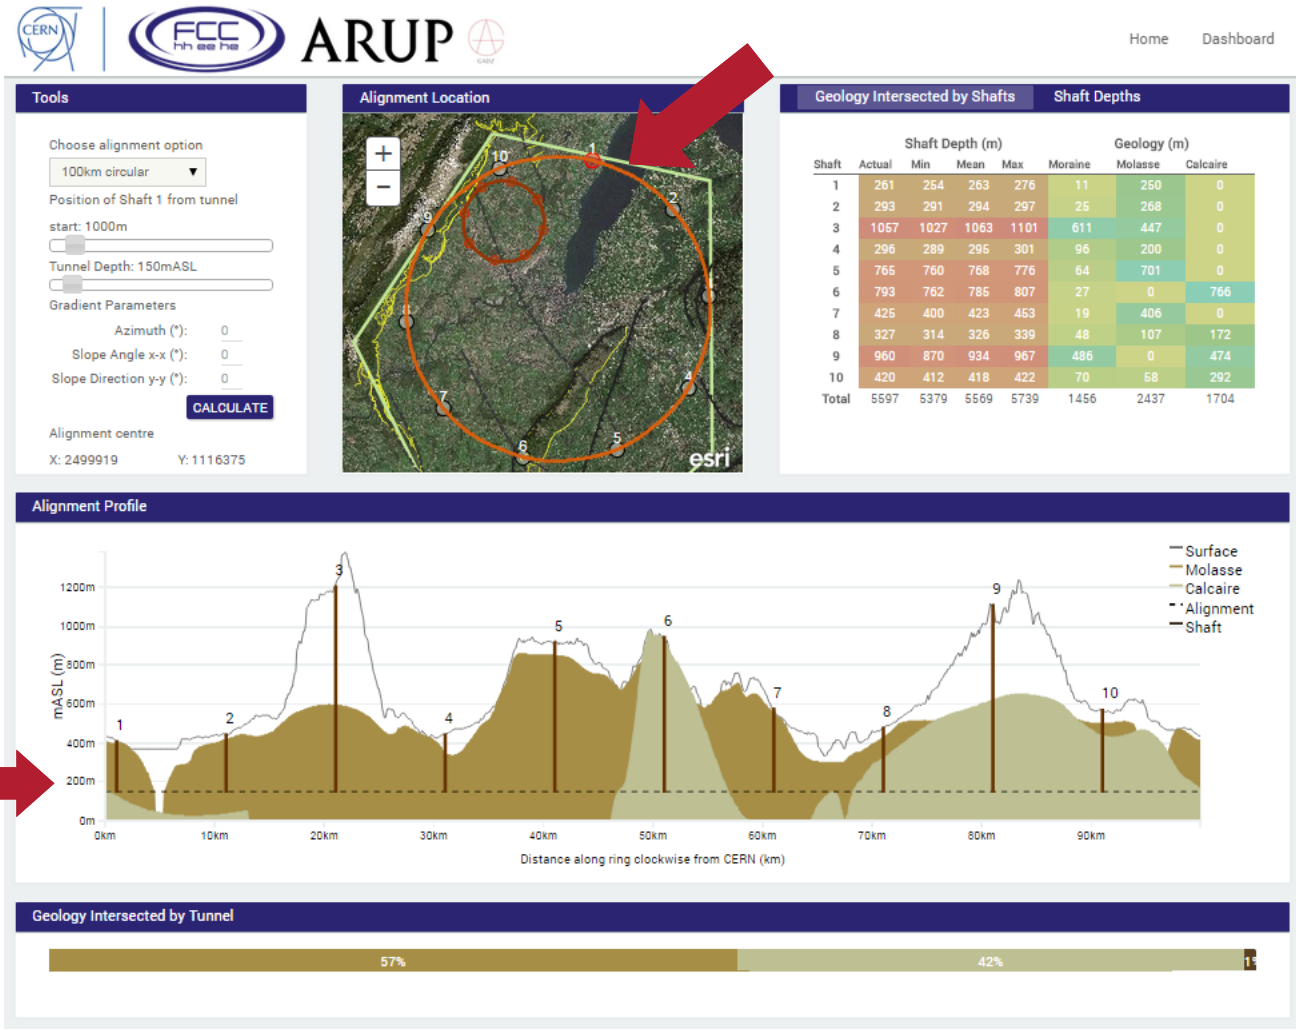 CERN
FCC
hh ee he
ARUP
GADZ
Home Dashboard
Tools
Choose alignment option
100km circular
Position of Shaft 1 from tunnel
start: 1000m
Tunnel Depth: 150mASL
Gradient Parameters
Azimuth (°): 0
Slope Angle x-x (°): 0
Slope Direction y-y (°): 0
CALCULATE
Alignment centre
X: 2499919 Y: 1116375
Alignment Location
+
−
1
2
4
5
6
7
8
9
10
esri
Geology Intersected by Shafts Shaft Depths
Shaft Depth (m) Geology (m)
Shaft Actual Min Mean Max Moraine Molasse Calcaire
1 261 254 263 276 11 250 0
2 293 291 294 297 25 268 0
3 1057 1027 1063 1101 611 447 0
4 296 289 295 301 96 200 0
5 765 760 768 776 64 701 0
6 793 762 785 807 27 0 766
7 425 400 423 453 19 406 0
8 327 314 326 339 48 107 172
9 960 870 934 967 486 0 474
10 420 412 418 422 70 58 292
Total 5597 5379 5569 5739 1456 2437 1704
Alignment Profile
Surface
Molasse
Calcaire
Alignment
Shaft
mASL (m)
1200m
1000m
800m
600m
400m
200m
0m
1 2 3 4 5 6 7 8 9 10
0km 10km 20km 30km 40km 50km 60km 70km 80km 90km
Distance along ring clockwise from CERN (km)
Geology Intersected by Tunnel
57% 42%